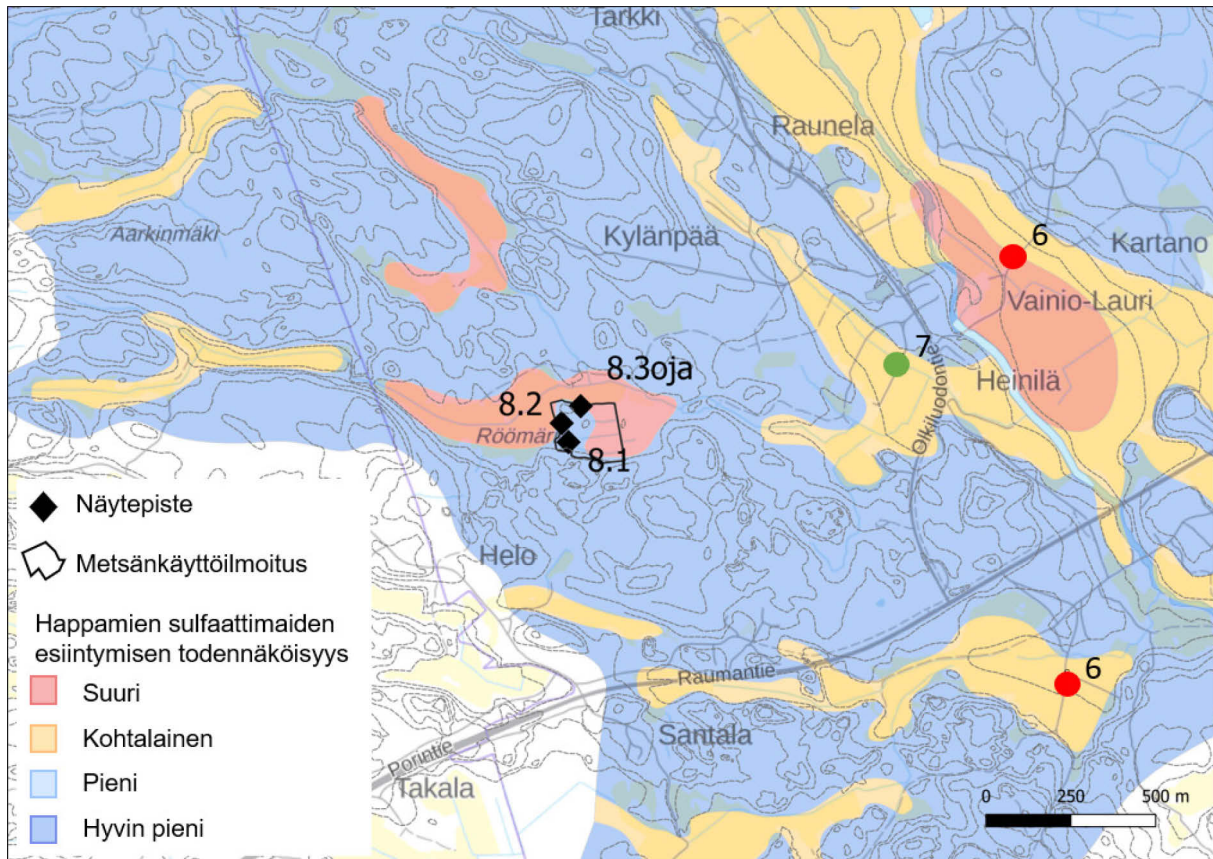 Tarkki
Raunela
6
Kartano
Kylänpää
Aarkinmäki
Vainio-Lauri
7
8.3oja
Heinilä
8.2
Olkiluodontie
8.1
Näytepiste
Helo
Metsänkäyttöilmoitus
Happamien sulfaattimaiden
esiintymisen todennäköisyys
Suuri
Kohtalainen
Pieni
Hyvin pieni
Raumantie
6
Santala
Porintie
Takala
0 250 500 m